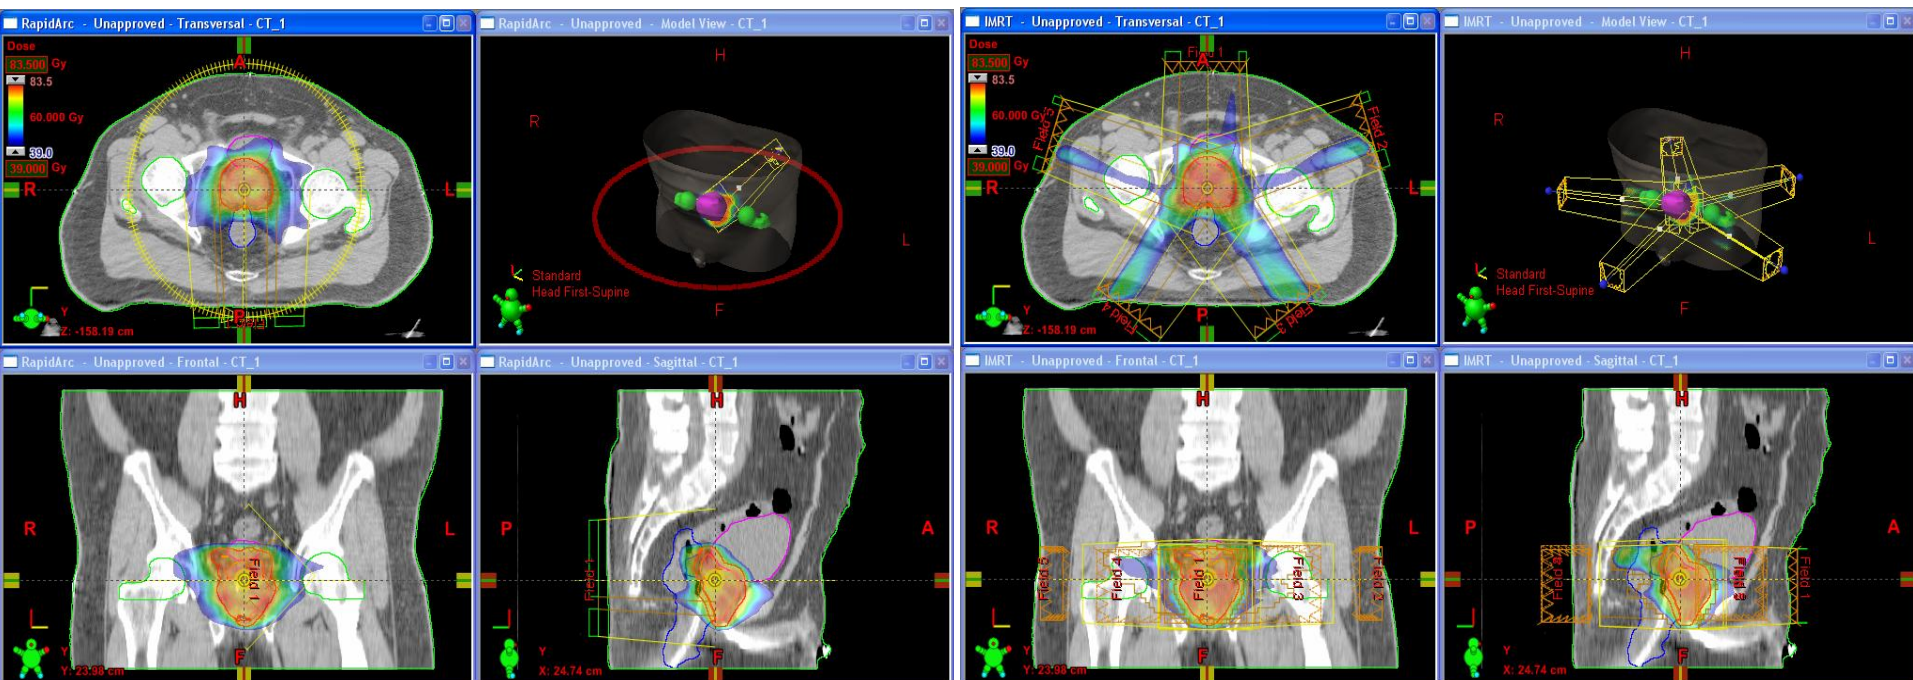 RapidArc - Unapproved - Transversal - CT_1
Dose
83.500 Gy
83.5
60.000 Gy
39.0
39.000 Gy
A
R
L
P
Y
Z: -158.19 cm
RapidArc - Unapproved - Model View - CT_1
H
R
L
F
Standard
Head First-Supine
IMRT - Unapproved - Transversal - CT_1
Dose
83.500 Gy
83.5
60.000 Gy
39.0
39.000 Gy
Field 1
A
Field 5
Field 2
R
L
Field 4
P
Field 3
Z: -158.19 cm
IMRT - Unapproved - Model View - CT_1
H
R
L
F
Standard
Head First-Supine
RapidArc - Unapproved - Frontal - CT_1
H
R
L
Field 1
F
Y
Y: 23.98 cm
RapidArc - Unapproved - Sagittal - CT_1
H
P
A
Field 1
F
Y
X: 24.74 cm
IMRT - Unapproved - Frontal - CT_1
H
R
L
Field 5
Field 4
Field 1
Field 3
Field 2
F
Y
Y: 23.98 cm
IMRT - Unapproved - Sagittal - CT_1
H
P
A
Field 1
F
Y
X: 24.74 cm